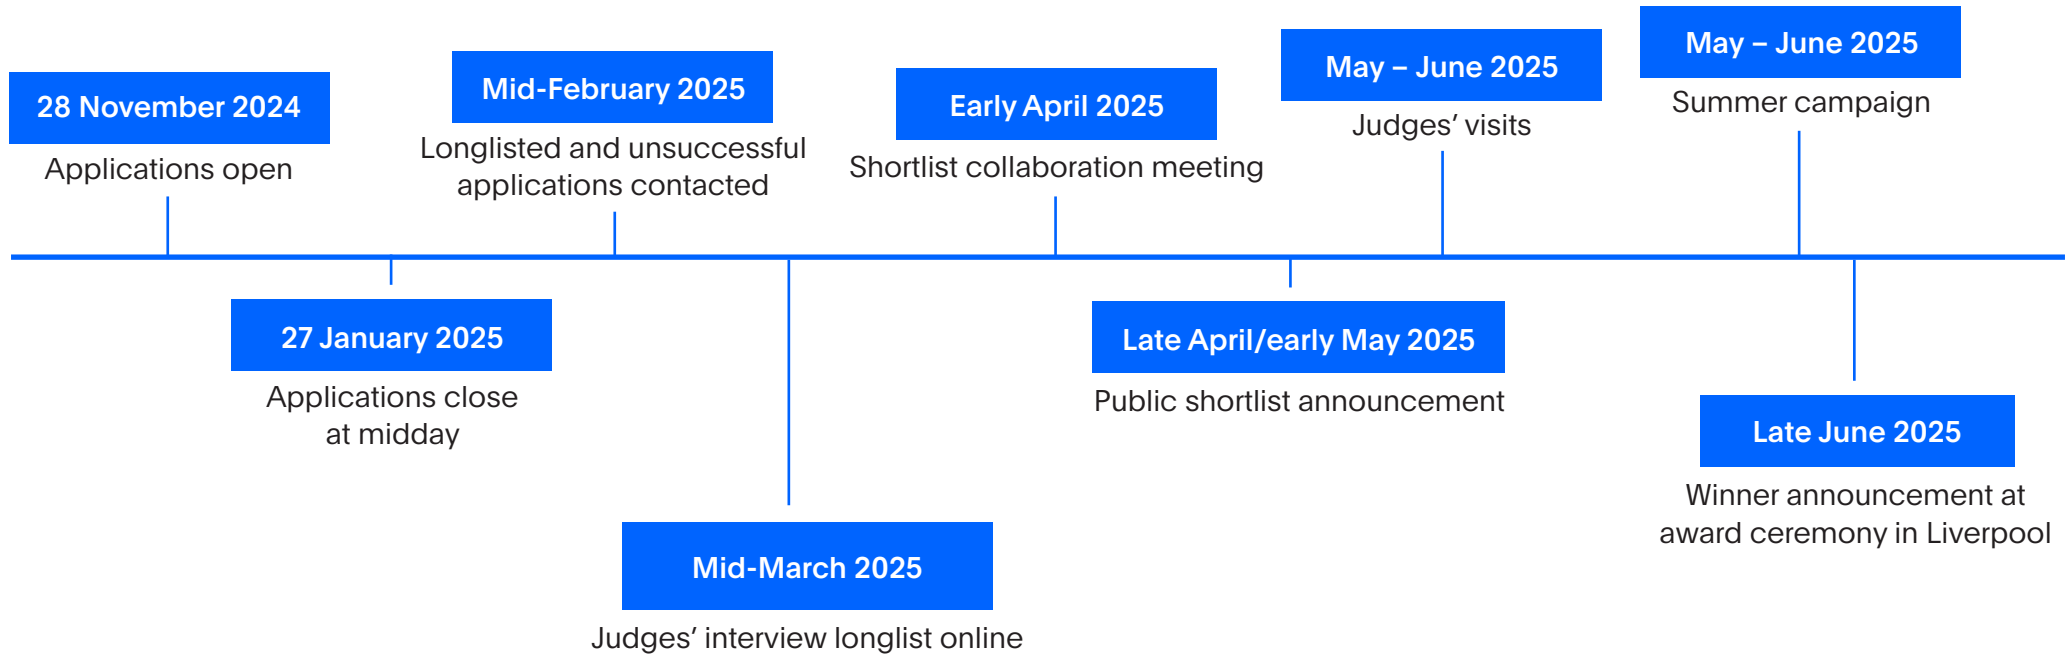 28 November 2024
Applications open
27 January 2025
Applications close
at midday
Mid-February 2025
Longlisted and unsuccessful
applications contacted
Mid-March 2025
Judges’ interview longlist online
Early April 2025
Shortlist collaboration meeting
Late April/early May 2025
Public shortlist announcement
May – June 2025
Judges’ visits
May – June 2025
Summer campaign
Late June 2025
Winner announcement at
award ceremony in Liverpool